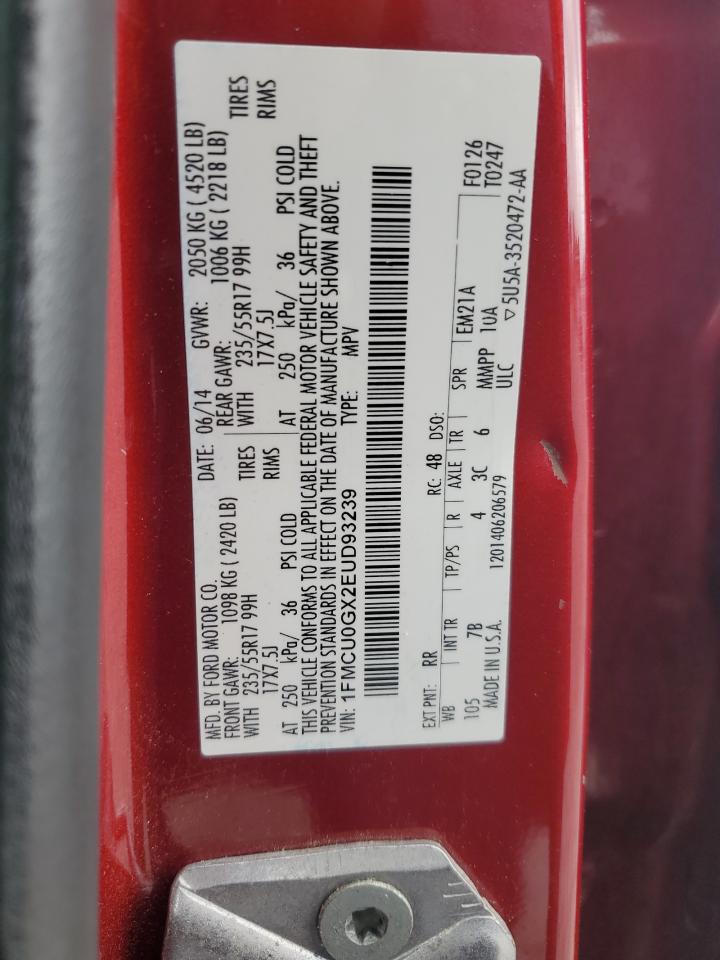 MFD. BY FORD MOTOR CO.
DATE: 06/14 GVWR: 2050 KG ( 4520 LB)
FRONT GAWR: 1098 KG ( 2420 LB)
REAR GAWR: 1006 KG ( 2218 LB)
WITH 235/55R17 99H TIRES
WITH 235/55R17 99H TIRES
17X7.5J RIMS
17X7.5J RIMS
AT 250 kPa/ 36 PSI COLD
AT 250 kPa/ 36 PSI COLD
THIS VEHICLE CONFORMS TO ALL APPLICABLE FEDERAL MOTOR VEHICLE SAFETY AND THEFT
PREVENTION STANDARDS IN EFFECT ON THE DATE OF MANUFACTURE SHOWN ABOVE.
VIN: 1FMCU0GX2EUD93239 TYPE: MPV
EXT PNT: RR RC: 48 DSO: F0126
WB INT TR TP/PS R AXLE TR SPR EM21A T0247
105 7B 4 3C 6 MMPP 1UA
MADE IN U.S.A. 1201406206579 ULC ▽5U5A-3520472-AA